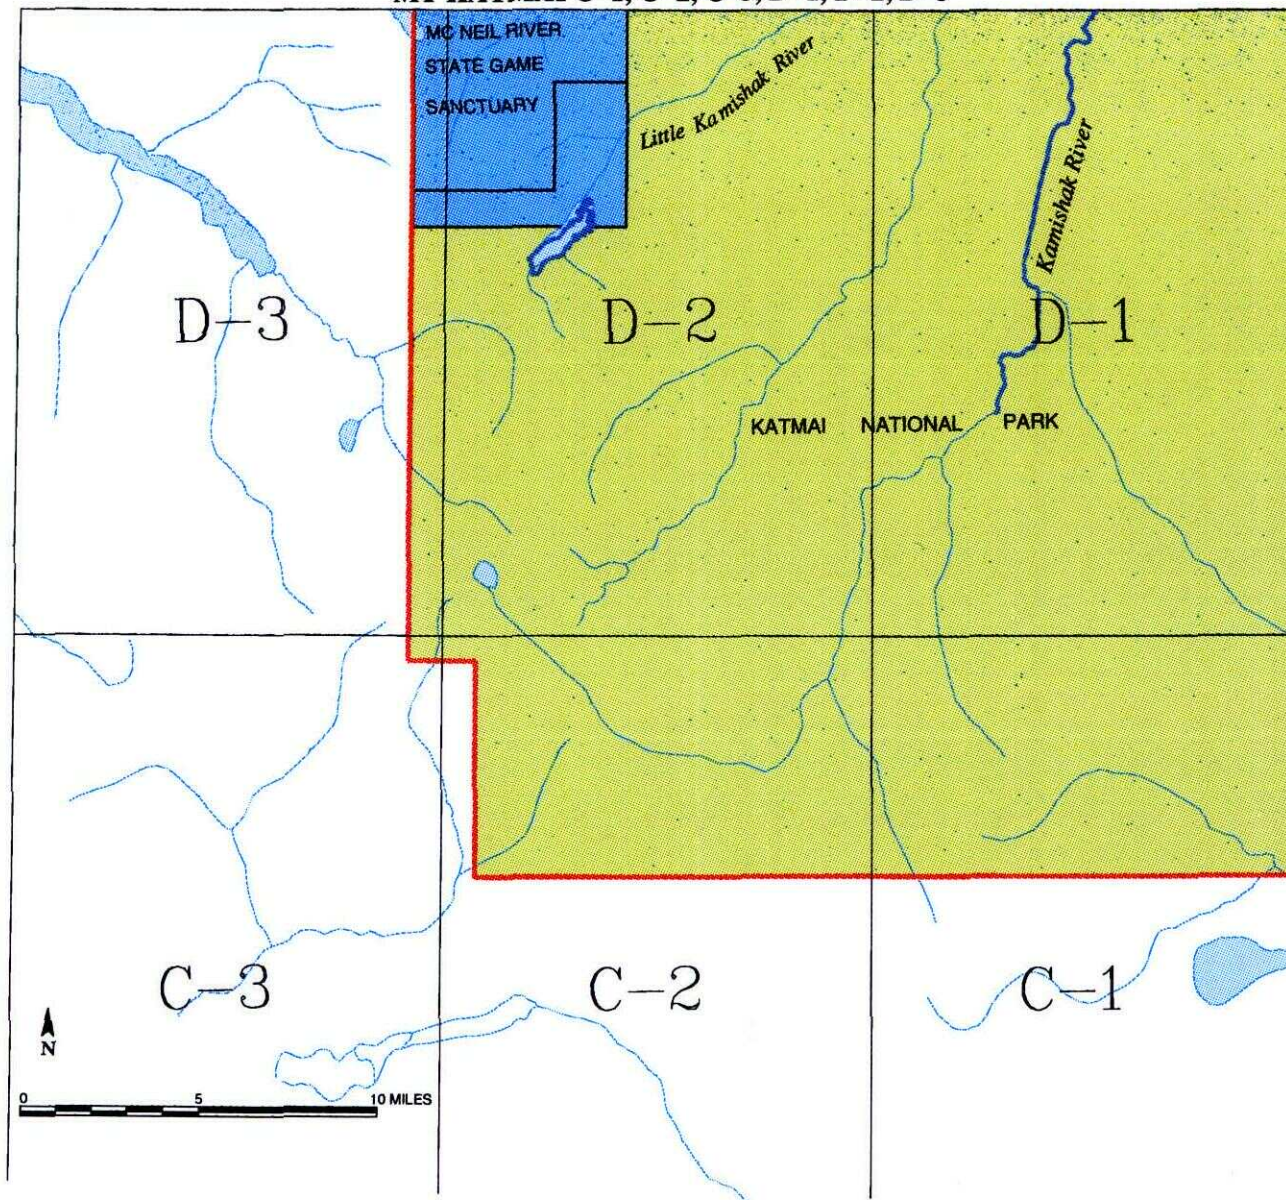 MC NEIL RIVER
STATE GAME
SANCTUARY
Little Kamishak River
Kamishak River
D-3
D-2
D-1
KATMAI NATIONAL PARK
C-3
C-2
C-1
N
0 5 10 MILES